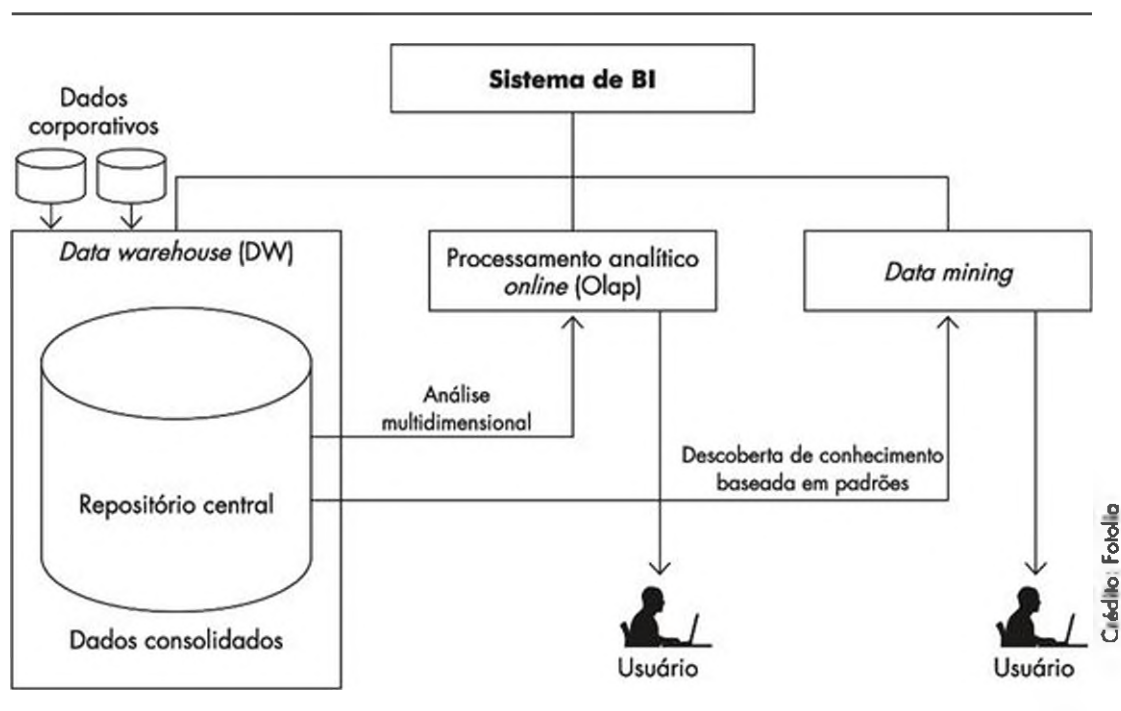 Sistema de BI
Dados
corporativos
Data warehouse (DW)
Processamento analítico
online (Olap)
Data mining
Análise
multidimensional
Descoberta de conhecimento
baseada em padrões
Repositório central
Dados consolidados
Usuário
Usuário
Crédito: Fotolia